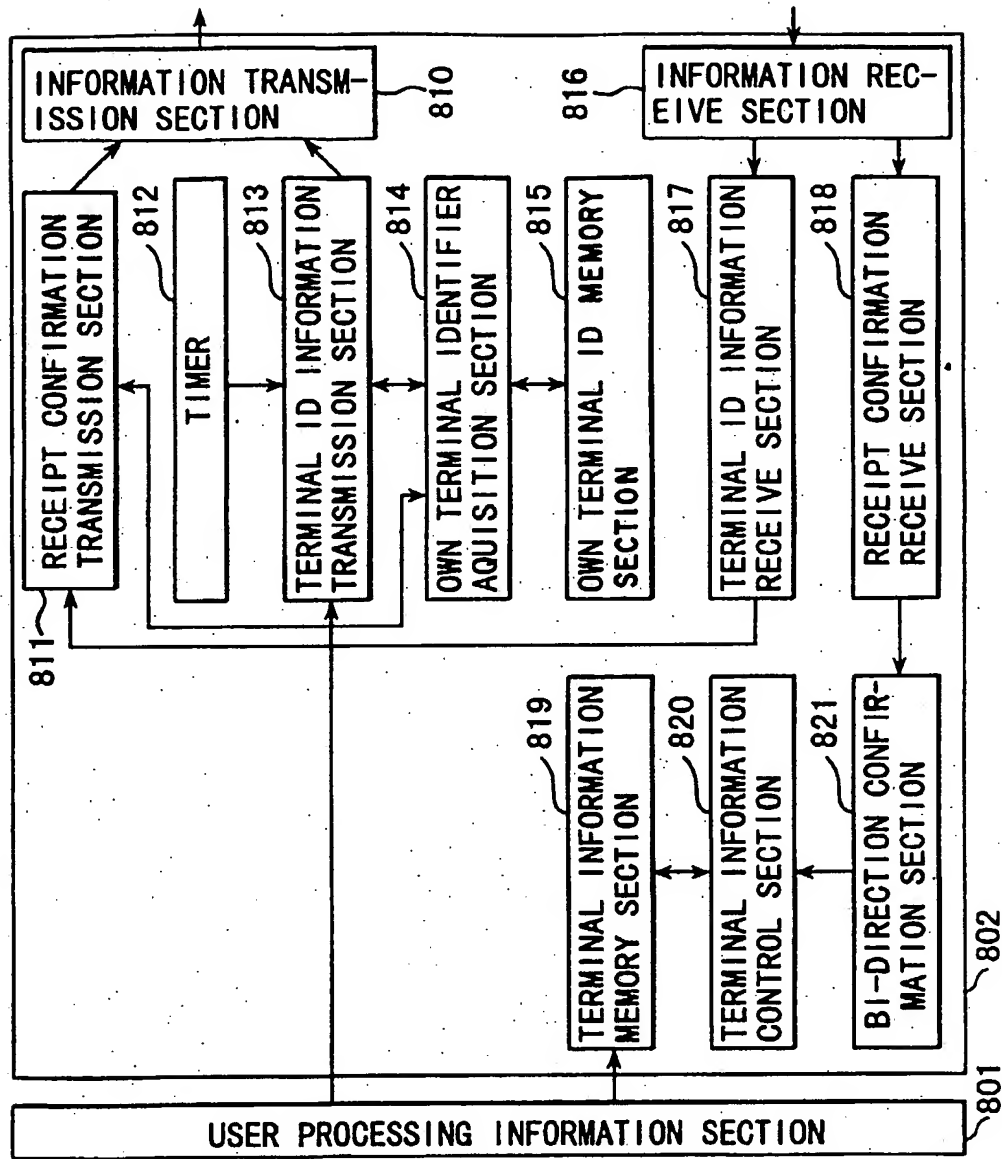 INFORMATION TRANSM-
ISSION SECTION
810
816
INFORMATION REC-
EIVE SECTION
RECEIPT CONFIRMATION
TRANSMISSION SECTION
811
812
TIMER
813
TERMINAL ID INFORMATION
TRANSMISSION SECTION
814
OWN TERMINAL IDENTIFIER
AQUISITION SECTION
815
OWN TERMINAL ID MEMORY
SECTION
817
TERMINAL ID INFORMATION
RECEIVE SECTION
818
RECEIPT CONFIRMATION
RECEIVE SECTION
819
TERMINAL INFORMATION
MEMORY SECTION
820
TERMINAL INFORMATION
CONTROL SECTION
821
BI-DIRECTION CONFIR-
MATION SECTION
802
USER PROCESSING INFORMATION SECTION
801